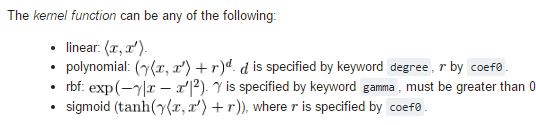 The kernel function can be any of the following:
• linear: ⟨x, x′⟩.
• polynomial: (γ⟨x, x′⟩ + r)^d. d is specified by keyword degree, r by coef0.
• rbf: exp(−γ|x − x′|²). γ is specified by keyword gamma, must be greater than 0
• sigmoid (tanh(γ⟨x, x′⟩ + r)), where r is specified by coef0.